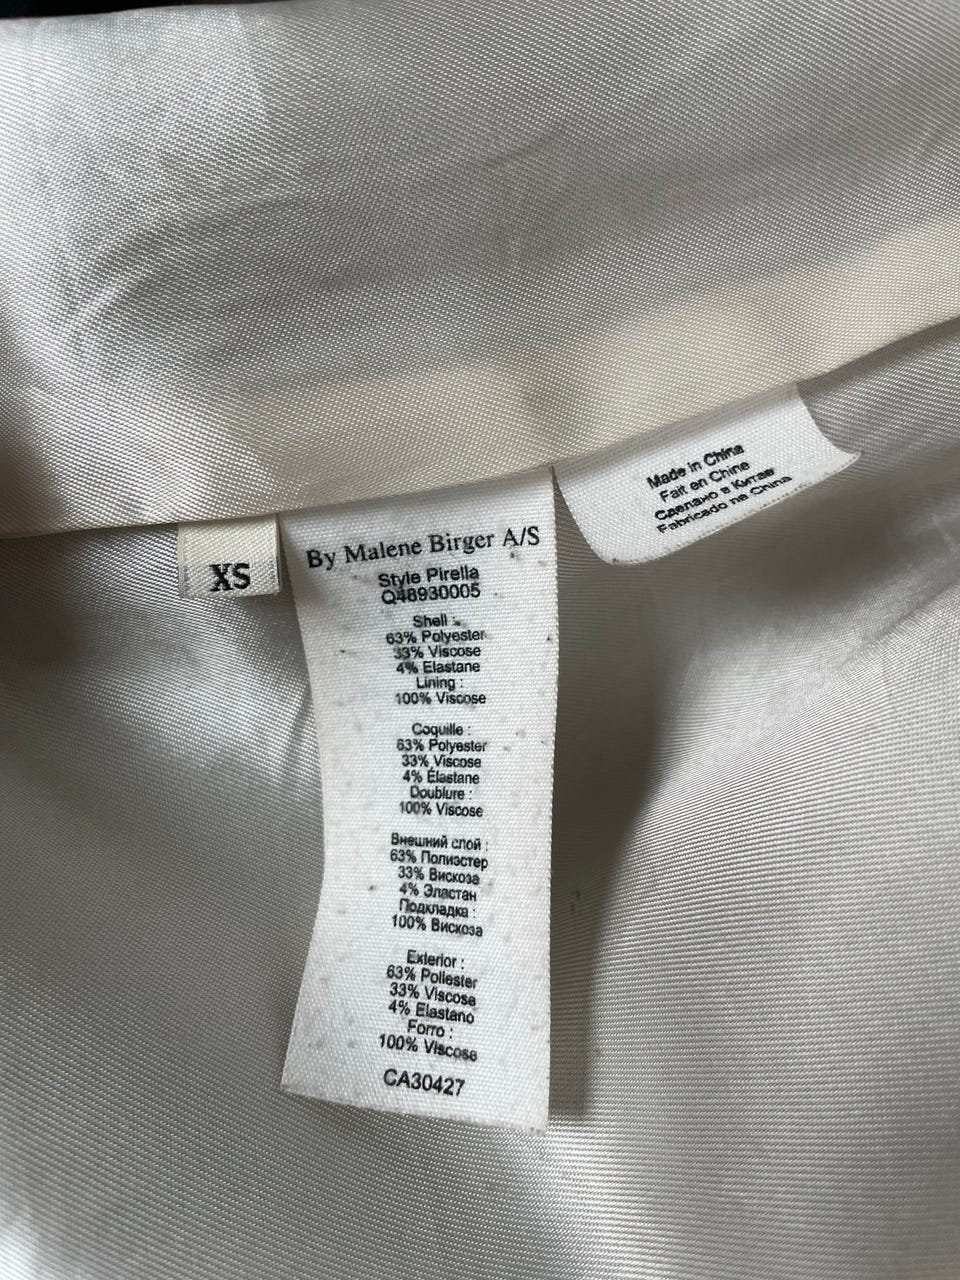 XS
By Malene Birger A/S
Style Pirella
Q48930005
Shell :
63% Polyester
33% Viscose
4% Elastane
Lining :
100% Viscose
Coquille :
63% Polyester
33% Viscose
4% Élastane
Doublure :
100% Viscose
Внешний слой :
63% Полиэстер
33% Вискоза
4% Эластан
Подкладка :
100% Вискоза
Exterior :
63% Poliester
33% Viscose
4% Elastano
Forro :
100% Viscose
CA30427
Made in China
Fait en Chine
Сделано в Китае
Fabricado na China